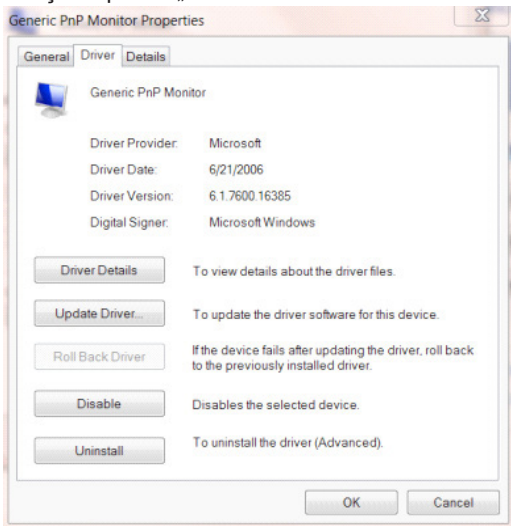 Generic PnP Monitor Properties
General Driver Details
Generic PnP Monitor
Driver Provider: Microsoft
Driver Date: 6/21/2006
Driver Version: 6.1.7600.16385
Digital Signer: Microsoft Windows
Driver Details To view details about the driver files.
Update Driver... To update the driver software for this device.
Roll Back Driver If the device fails after updating the driver, roll back
to the previously installed driver.
Disable Disables the selected device.
Uninstall To uninstall the driver (Advanced).
OK Cancel